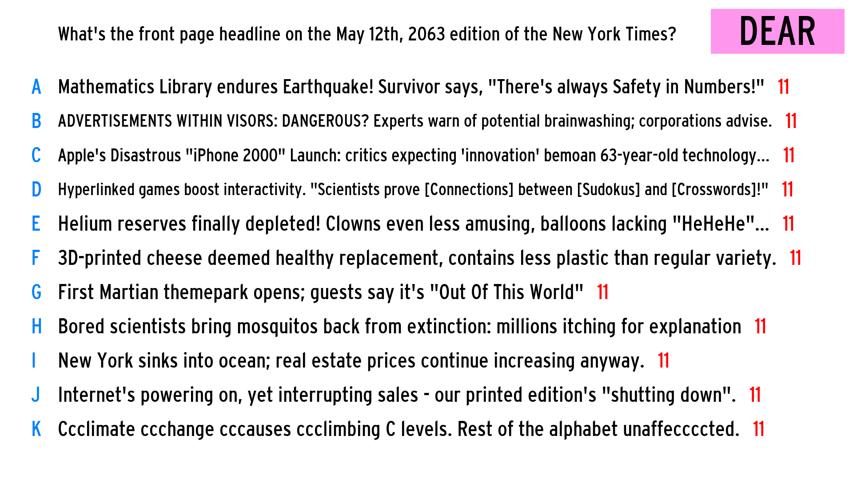 What's the front page headline on the May 12th, 2063 edition of the New York Times?
DEAR
A Mathematics Library endures Earthquake! Survivor says, "There's always Safety in Numbers!" 11
B ADVERTISEMENTS WITHIN VISORS: DANGEROUS? Experts warn of potential brainwashing; corporations advise. 11
C Apple's Disastrous "iPhone 2000" Launch: critics expecting 'innovation' bemoan 63-year-old technology... 11
D Hyperlinked games boost interactivity. "Scientists prove [Connections] between [Sudokus] and [Crosswords]!" 11
E Helium reserves finally depleted! Clowns even less amusing, balloons lacking "HeHeHe"... 11
F 3D-printed cheese deemed healthy replacement, contains less plastic than regular variety. 11
G First Martian themepark opens; guests say it's "Out Of This World" 11
H Bored scientists bring mosquitos back from extinction: millions itching for explanation 11
I New York sinks into ocean; real estate prices continue increasing anyway. 11
J Internet's powering on, yet interrupting sales - our printed edition's "shutting down". 11
K Ccclimate ccchange cccauses ccclimbing C levels. Rest of the alphabet unaffecccccted. 11